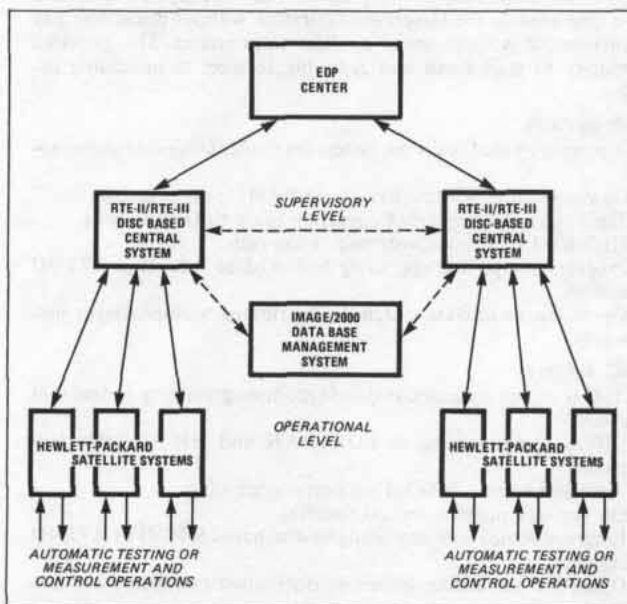 EDP
CENTER
RTE-II/RTE-III
DISC BASED
CENTRAL
SYSTEM
SUPERVISORY
LEVEL
RTE-II/RTE-III
DISC-BASED
CENTRAL
SYSTEM
IMAGE/2000
DATA BASE
MANAGEMENT
SYSTEM
OPERATIONAL
LEVEL
HEWLETT-PACKARD
SATELLITE SYSTEMS
HEWLETT-PACKARD
SATELLITE SYSTEMS
AUTOMATIC TESTING OR
MEASUREMENT AND
CONTROL OPERATIONS
AUTOMATIC TESTING OR
MEASUREMENT AND
CONTROL OPERATIONS